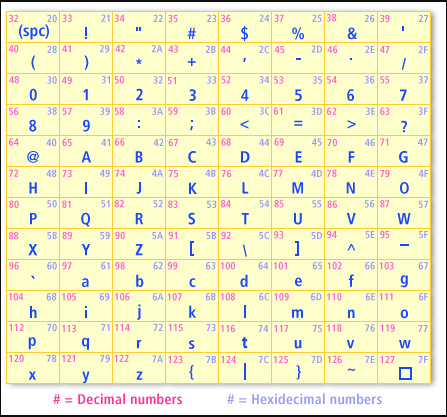 32 20 33 21 34 22 35 23 36 24 37 25 38 26 39 27
(spc) ! " # $ % & '
40 28 41 29 42 2A 43 2B 44 2C 45 2D 46 2E 47 2F
( ) * + , - . /
48 30 49 31 50 32 51 33 52 34 53 35 54 36 55 37
0 1 2 3 4 5 6 7
56 38 57 39 58 3A 59 3B 60 3C 61 3D 62 3E 63 3F
8 9 : ; < = > ?
64 40 65 41 66 42 67 43 68 44 69 45 70 46 71 47
@ A B C D E F G
72 48 73 49 74 4A 75 4B 76 4C 77 4D 78 4E 79 4F
H I J K L M N O
80 50 81 51 82 52 83 53 84 54 85 55 86 56 87 57
P Q R S T U V W
88 58 89 59 90 5A 91 5B 92 5C 93 5D 94 5E 95 5F
X Y Z [ \ ] ^ _
96 60 97 61 98 62 99 63 100 64 101 65 102 66 103 67
` a b c d e f g
104 68 105 69 106 6A 107 6B 108 6C 109 6D 110 6E 111 6F
h i j k l m n o
112 70 113 71 114 72 115 73 116 74 117 75 118 76 119 77
p q r s t u v w
120 78 121 79 122 7A 123 7B 124 7C 125 7D 126 7E 127 7F
x y z { | } ~ □
# = Decimal numbers # = Hexidecimal numbers